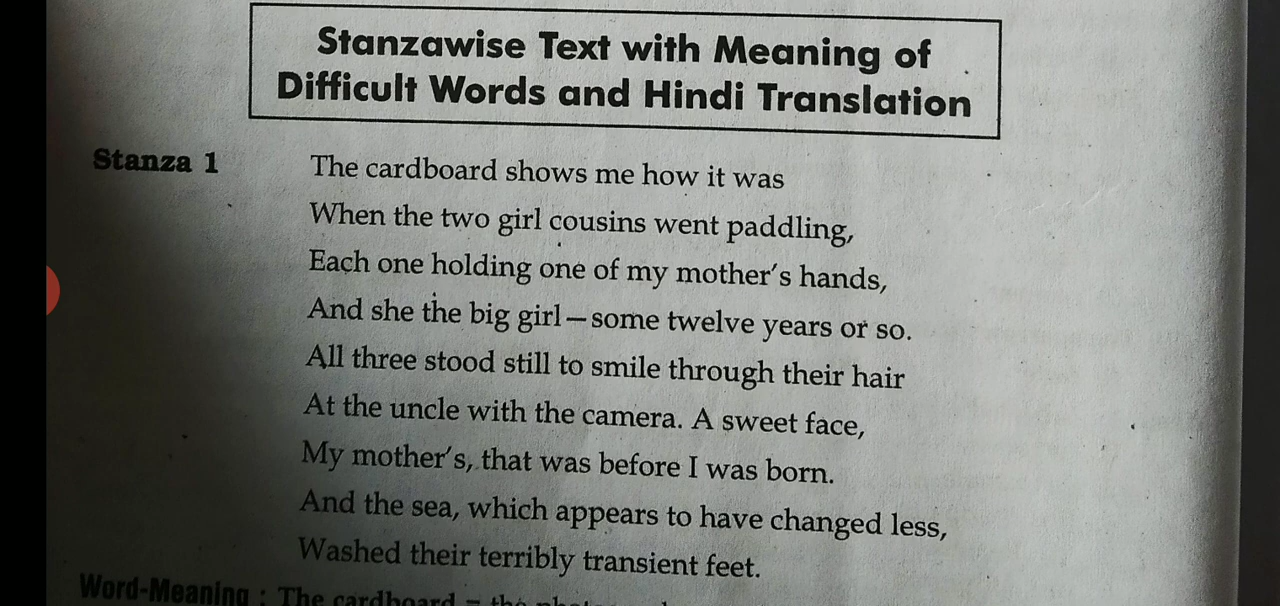 Stanzawise Text with Meaning of
Difficult Words and Hindi Translation
Stanza 1 The cardboard shows me how it was
When the two girl cousins went paddling,
Each one holding one of my mother's hands,
And she the big girl—some twelve years or so.
All three stood still to smile through their hair
At the uncle with the camera. A sweet face,
My mother's, that was before I was born.
And the sea, which appears to have changed less,
Washed their terribly transient feet.
Word-Meaning : The cardboard – the